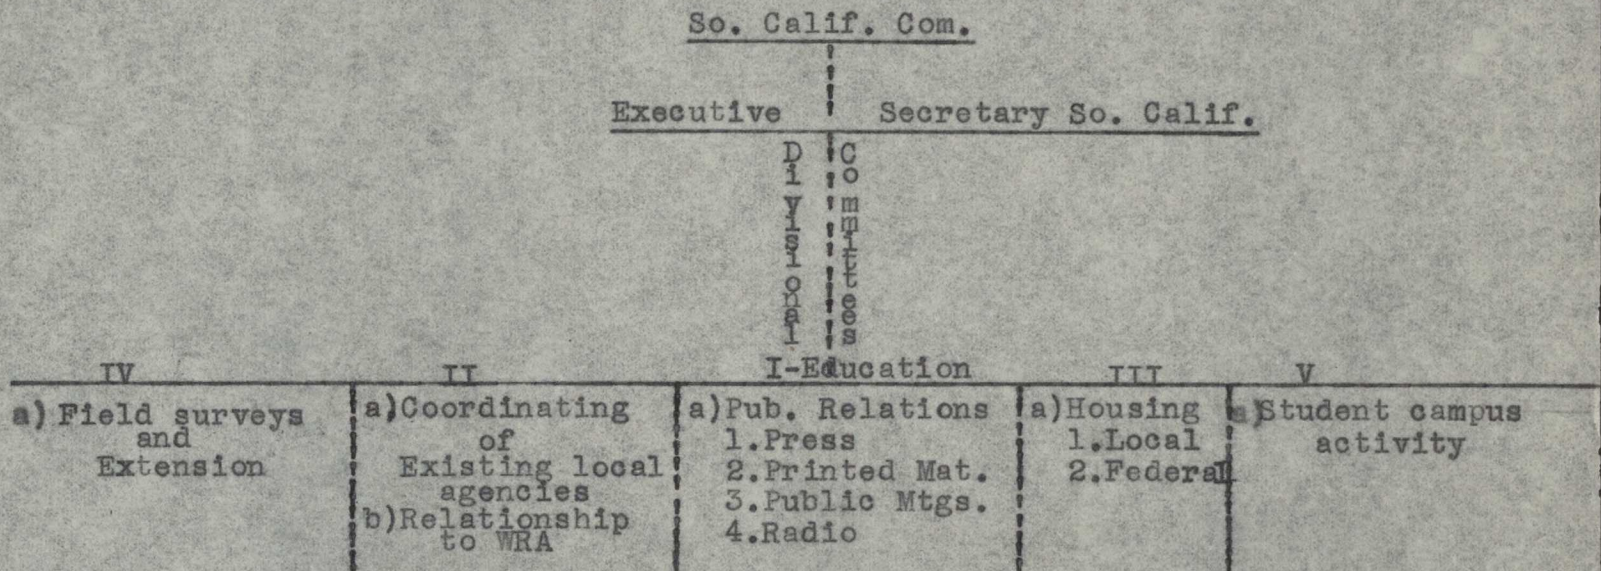 So. Calif. Com.
Executive Secretary So. Calif.
Divisional Committees
IV
a) Field surveys
and
Extension
II
a)Coordinating
of
Existing local
agencies
b)Relationship
to WRA
I-Education
a)Pub. Relations
1.Press
2.Printed Mat.
3.Public Mtgs.
4.Radio
III
a)Housing
1.Local
2.Federal
V
a)Student campus
activity